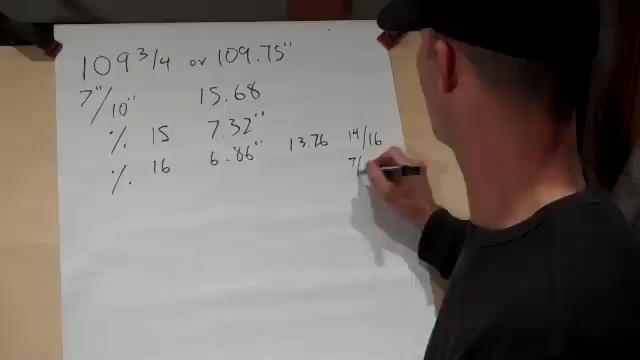 109 3/4 or 109.75"
7"/10" 15.68
% 15 7.32"
% 16 6.86" 13.76 14/16
7/